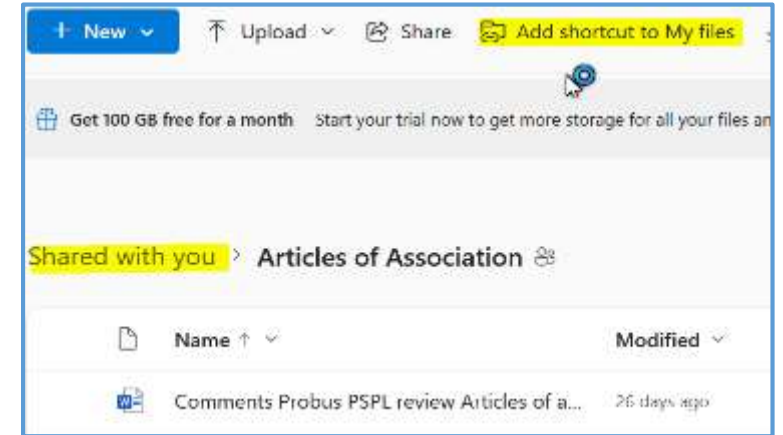 + New Upload Share Add shortcut to My files
Get 100 GB free for a month Start your trial now to get more storage for all your files an
Shared with you > Articles of Association
Name ↑ Modified
Comments Probus PSPL review Articles of a... 26 days ago